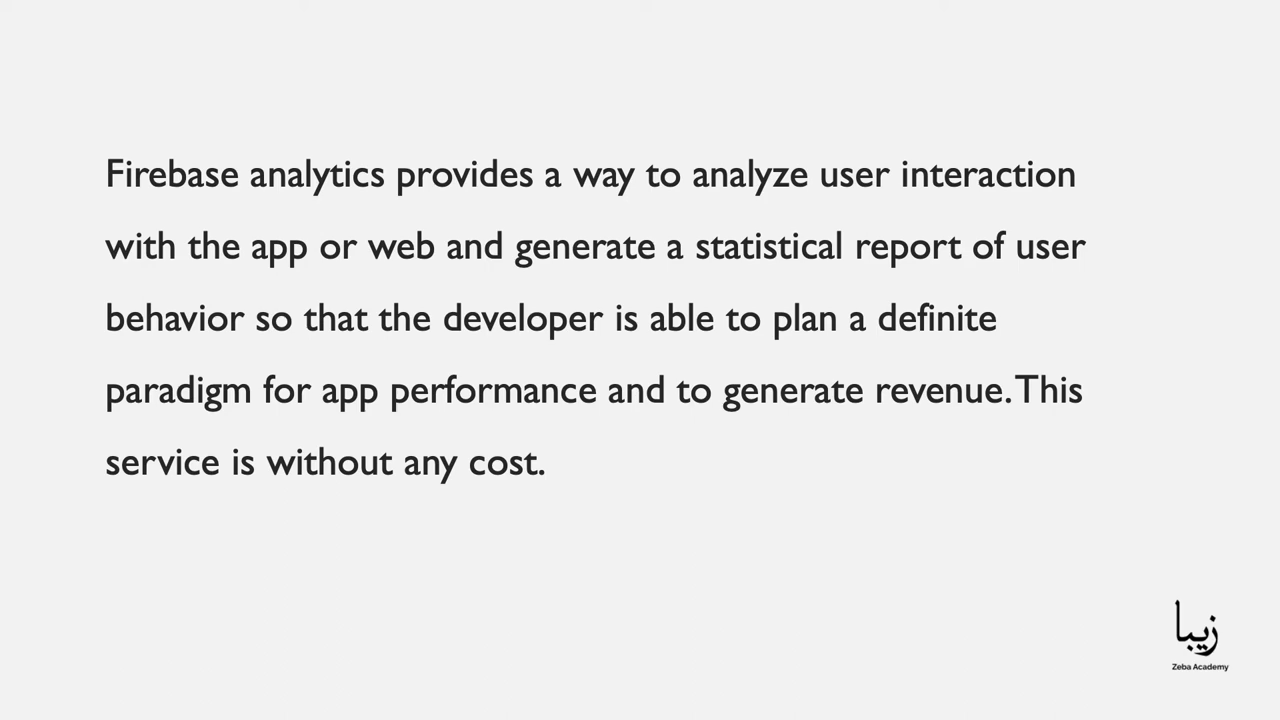 Firebase analytics provides a way to analyze user interaction
with the app or web and generate a statistical report of user
behavior so that the developer is able to plan a definite
paradigm for app performance and to generate revenue. This
service is without any cost.
زیبا
Zeba Academy